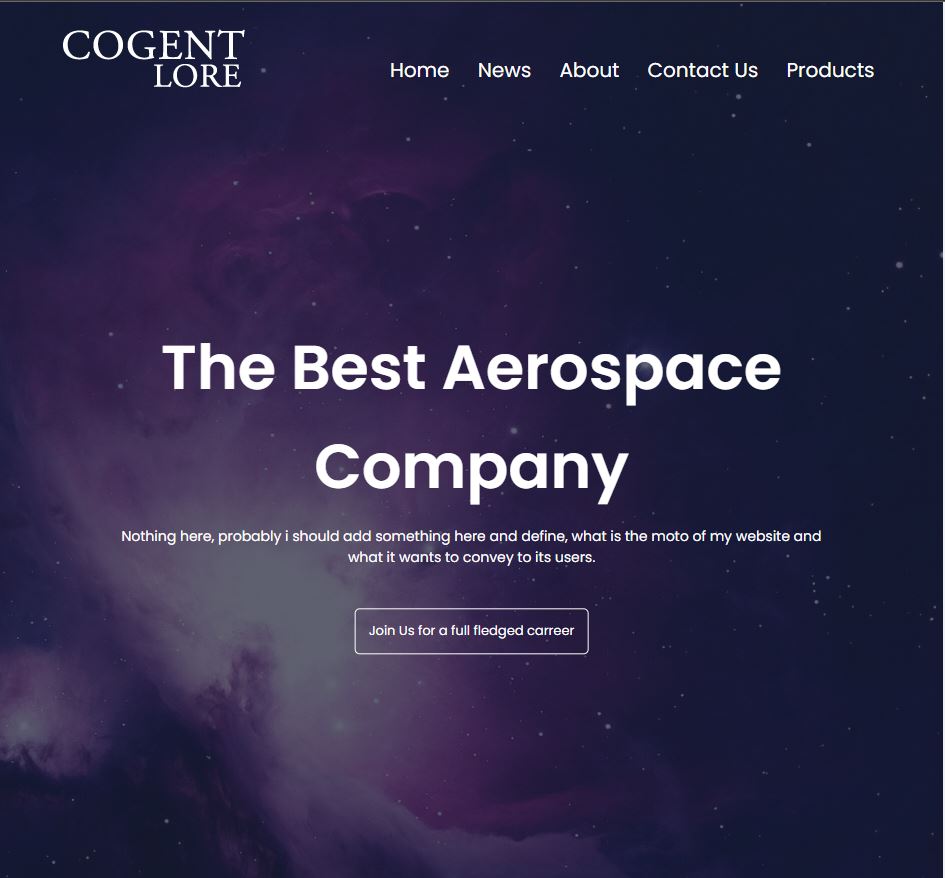 COGENT
LORE
Home News About Contact Us Products
The Best Aerospace
Company
Nothing here, probably i should add something here and define, what is the moto of my website and
what it wants to convey to its users.
Join Us for a full fledged carreer